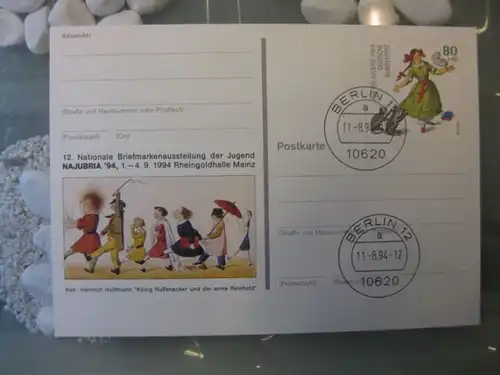 Absender
(Straße und Hausnummer oder Postfach)
(Postleitzahl) (Ort)
12. Nationale Briefmarkenausstellung der Jugend
NAJUBRIA '94, 1.–4. 9. 1994 Rheingoldhalle Mainz
Abb. Heinrich Hoffmann "König Nußknacker und der arme Reinhold"
80
BERLIN 12
a
11.-8.9
10620
Postkarte
(Straße und Hausnummer
BERLIN 12
a
11.-8.94-17
10620
(Postleitzahl)